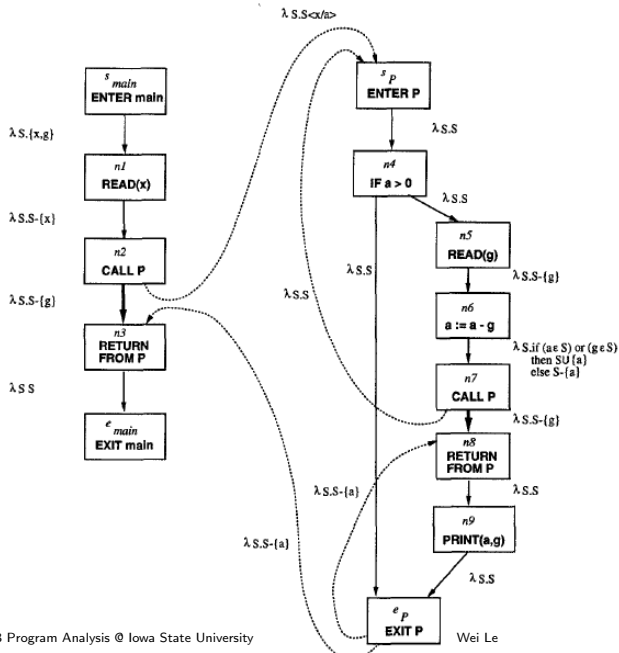 λ S.S<x/a>
s main
ENTER main
λ S.{x,g}
n1
READ(x)
λ S.S-{x}
n2
CALL P
λ S.S-{g}
n3
RETURN
FROM P
λ S S
e main
EXIT main
s P
ENTER P
λ S.S
n4
IF a > 0
λ S.S
n5
READ(g)
λ S.S-{g}
n6
a := a - g
λ S.S
λ S.S
λ S.if (a ε S) or (g ε S)
then SU{a}
else S-{a}
n7
CALL P
λ S.S-{g}
n8
RETURN
FROM P
λ S.S-{a}
λ S.S
n9
PRINT(a,g)
λ S.S-{a}
λ S.S
e P
EXIT P
Program Analysis @ Iowa State University
Wei Le